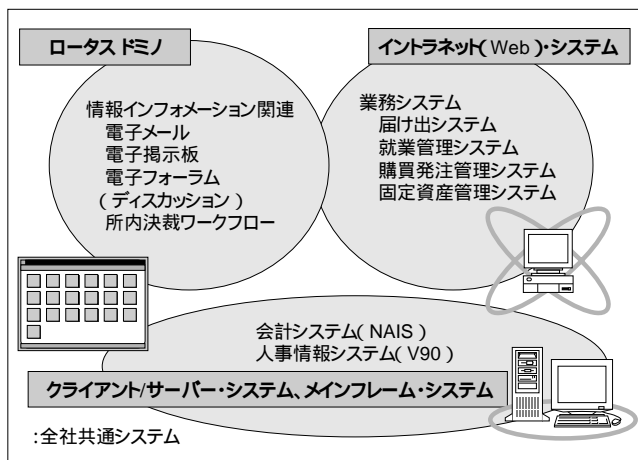 ロータス ドミノ
イントラネット( Web )・システム
情報インフォメーション関連
電子メール
電子掲示板
電子フォーラム
( ディスカッション )
所内決裁ワークフロー
業務システム
届け出システム
就業管理システム
購買発注管理システム
固定資産管理システム
会計システム( NAIS )
人事情報システム( V90 )
クライアント/サーバー・システム、メインフレーム・システム
:全社共通システム